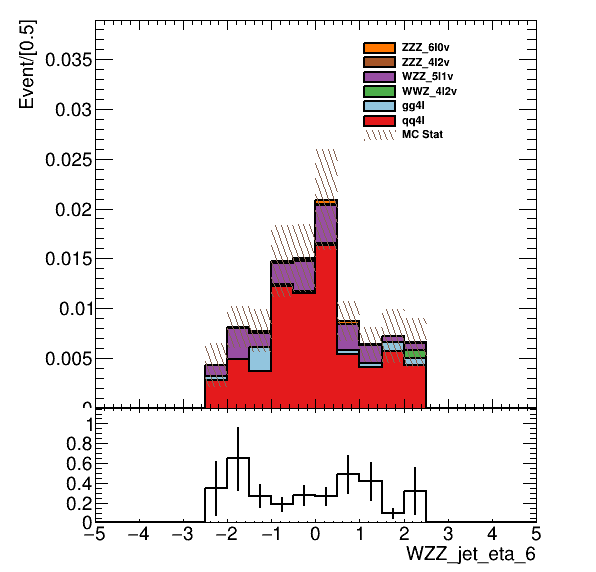 Event/[0.5]
0.035
0.03
0.025
0.02
0.015
0.01
0.005
0
ZZZ_6l0v
ZZZ_4l2v
WZZ_5l1v
WWZ_4l2v
gg4l
qq4l
MC Stat
1
0.8
0.6
0.4
0.2
0
−5 −4 −3 −2 −1 0 1 2 3 4 5
WZZ_jet_eta_6